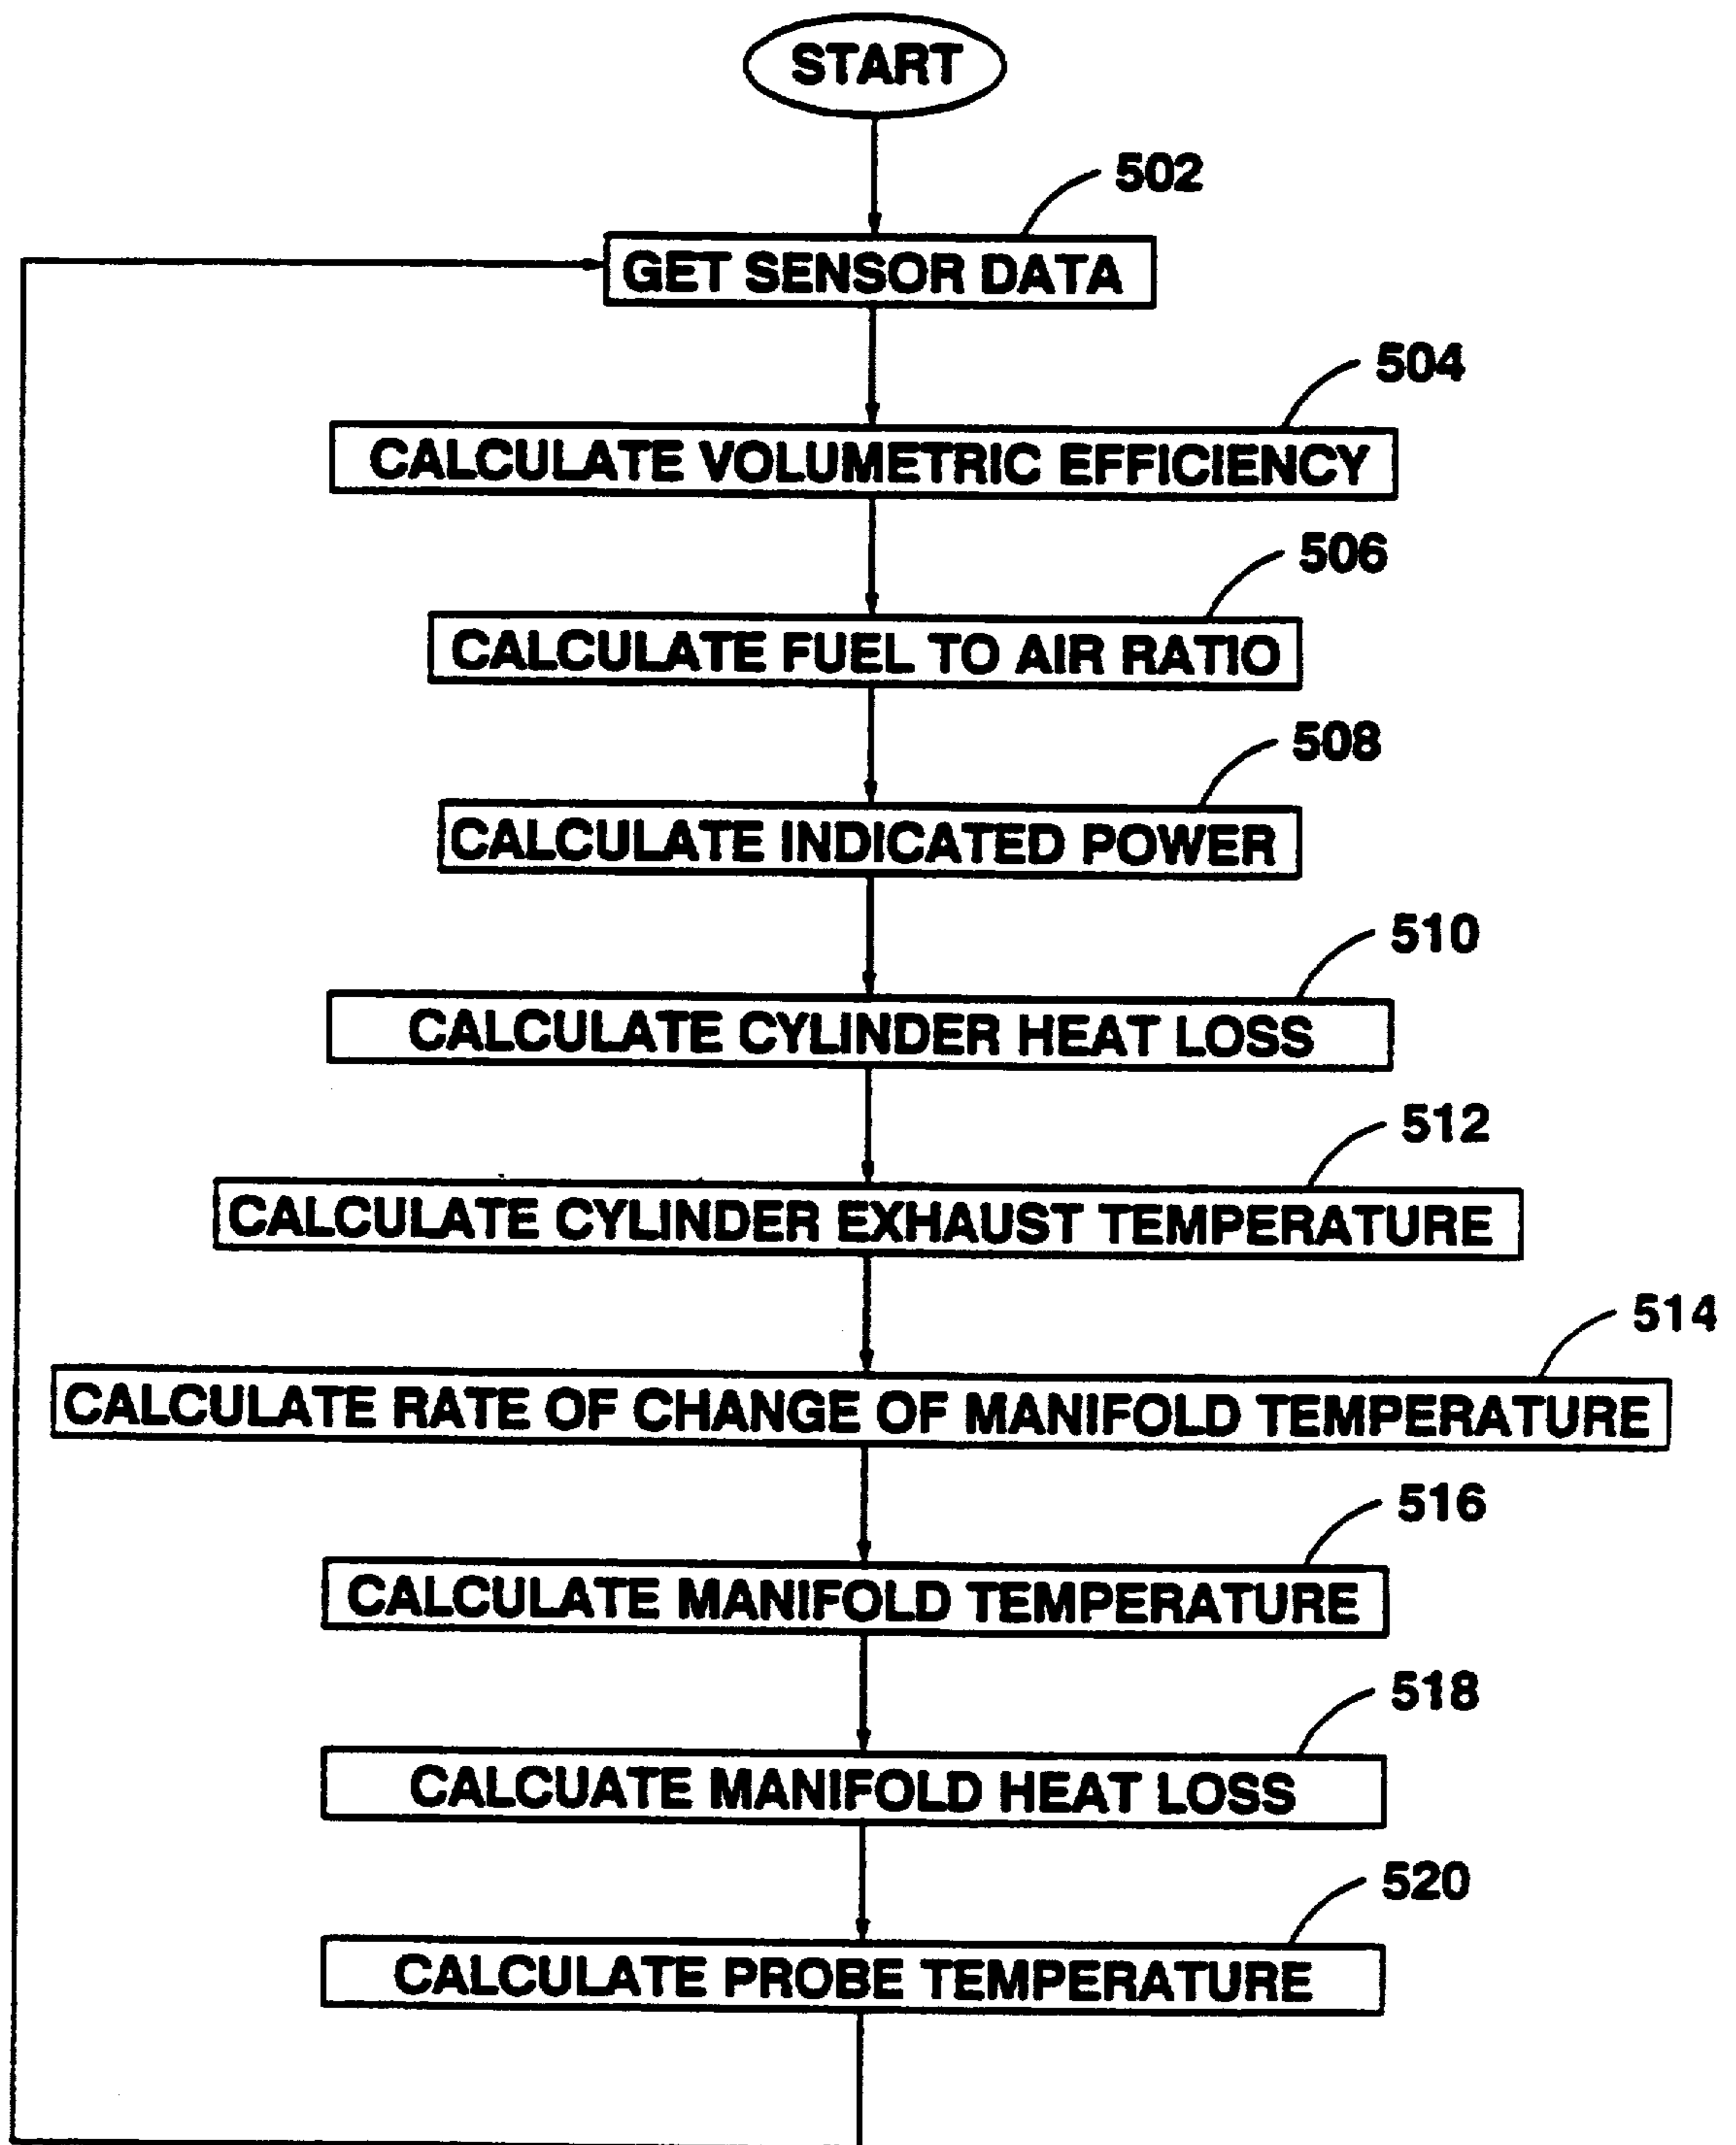 START
502
GET SENSOR DATA
504
CALCULATE VOLUMETRIC EFFICIENCY
506
CALCULATE FUEL TO AIR RATIO
508
CALCULATE INDICATED POWER
510
CALCULATE CYLINDER HEAT LOSS
512
CALCULATE CYLINDER EXHAUST TEMPERATURE
514
CALCULATE RATE OF CHANGE OF MANIFOLD TEMPERATURE
516
CALCULATE MANIFOLD TEMPERATURE
518
CALCUATE MANIFOLD HEAT LOSS
520
CALCULATE PROBE TEMPERATURE